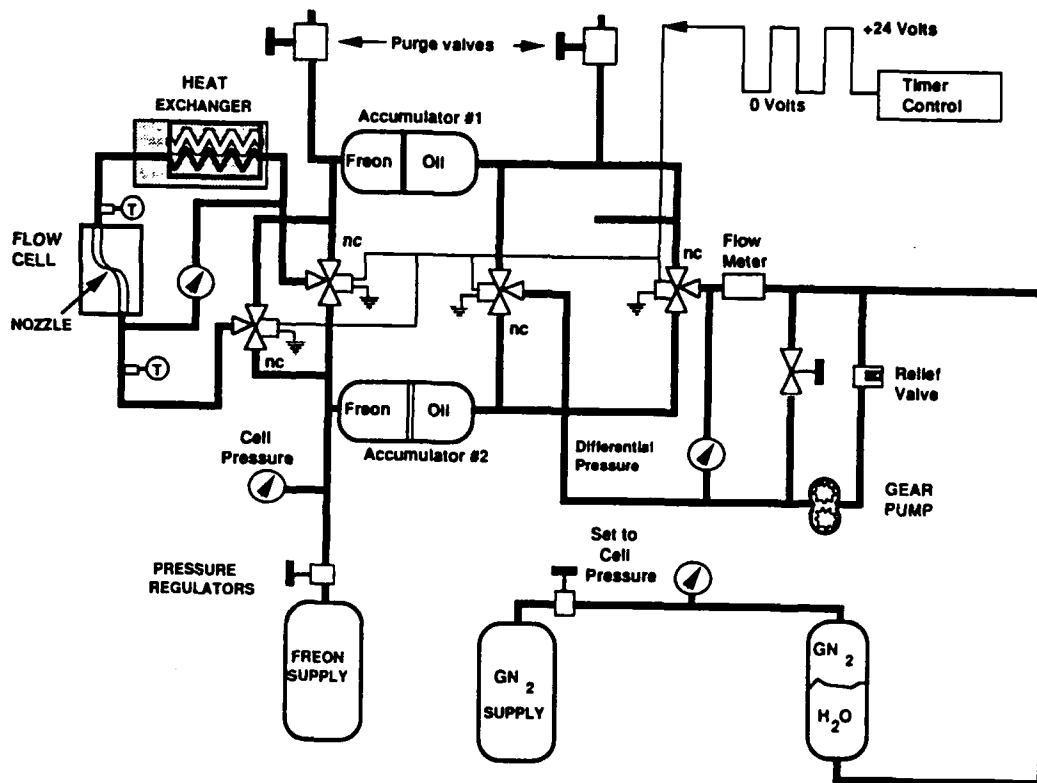 Purge valves
+24 Volts
0 Volts
Timer
Control
HEAT
EXCHANGER
Accumulator #1
Freon
Oil
T
FLOW
CELL
NOZZLE
nc
nc
Flow
Meter
nc
nc
T
Relief
Valve
Freon
Oil
Accumulator #2
Cell
Pressure
Differential
Pressure
GEAR
PUMP
PRESSURE
REGULATORS
Set to
Cell
Pressure
FREON
SUPPLY
GN 2
SUPPLY
GN 2
H2O